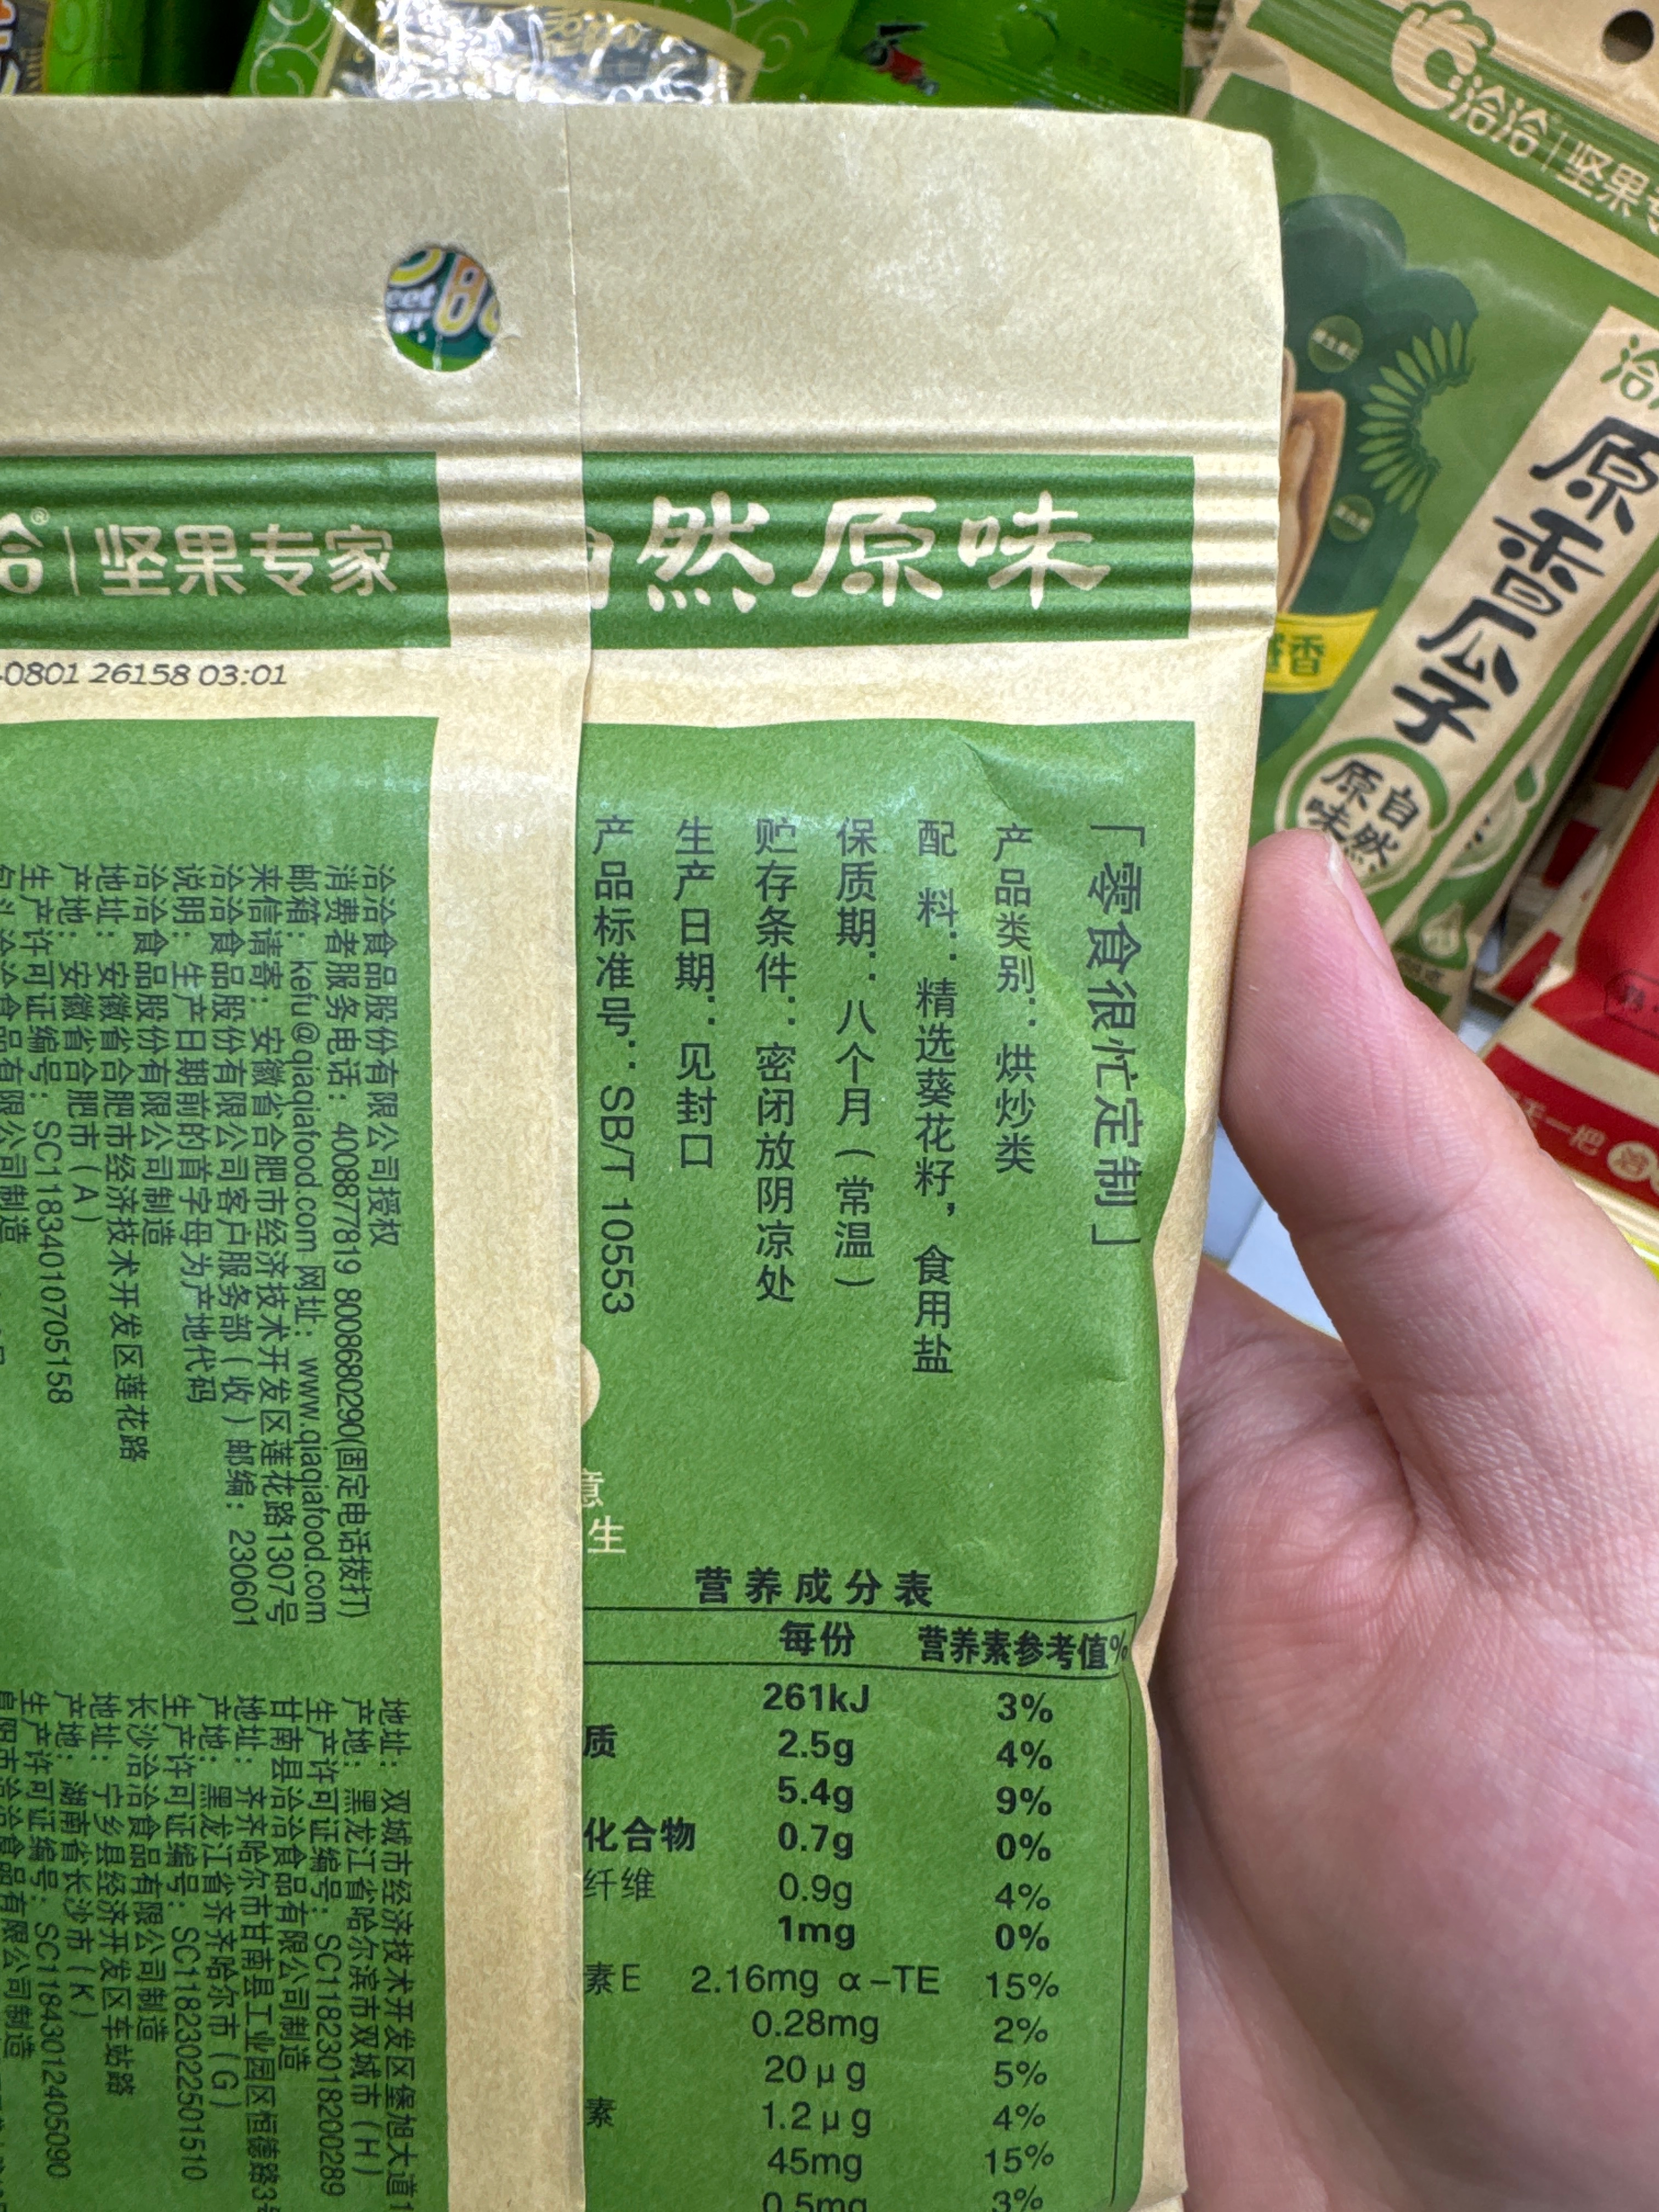 洽洽 | 坚果专
原香瓜子
自然
原味
坚果专家
然原味
0801 26158 03:01
「零食很忙定制」
产品类别：烘炒类
配 料：精选葵花籽，食用盐
保质期：八个月（常温）
贮存条件：密闭放阴凉处
生产日期：见封口
产品标准号：SB/T 10553
意
生
营养成分表
每份 营养素参考值%
261kJ 3%
质 2.5g 4%
5.4g 9%
化合物 0.7g 0%
纤维 0.9g 4%
1mg 0%
素E 2.16mg α-TE 15%
0.28mg 2%
20μg 5%
素 1.2μg 4%
45mg 15%
0.5mg 3%
洽洽食品股份有限公司授权
消费者服务电话：4008877819 8008680290(固定电话拨打)
邮箱：kefu@qiaqiafood.com 网址：www.qiaqiafood.com
来信请寄：安徽省合肥市经济技术开发区莲花路1307号
洽洽食品股份有限公司客户服务部（收）邮编：230601
说明：生产日期前的首字母为产地代码
洽洽食品股份有限公司制造
地址：安徽省合肥市经济技术开发区莲花路
产地：安徽省合肥市（A）
生产许可证编号：SC11834010705158
地址：双城市经济技术开发区堡旭大道1
产地：黑龙江省哈尔滨市双城市（H）
生产许可证编号：SC11823018200289
甘南县洽洽食品有限公司制造
地址：齐齐哈尔市甘南县工业园区恒德路3号
产地：黑龙江省齐齐哈尔市（G）
生产许可证编号：SC11823022501510
长沙洽洽食品有限公司制造
地址：宁乡县经济开发区车站路
产地：湖南省长沙市（K）
生产许可证编号：SC11843012405090